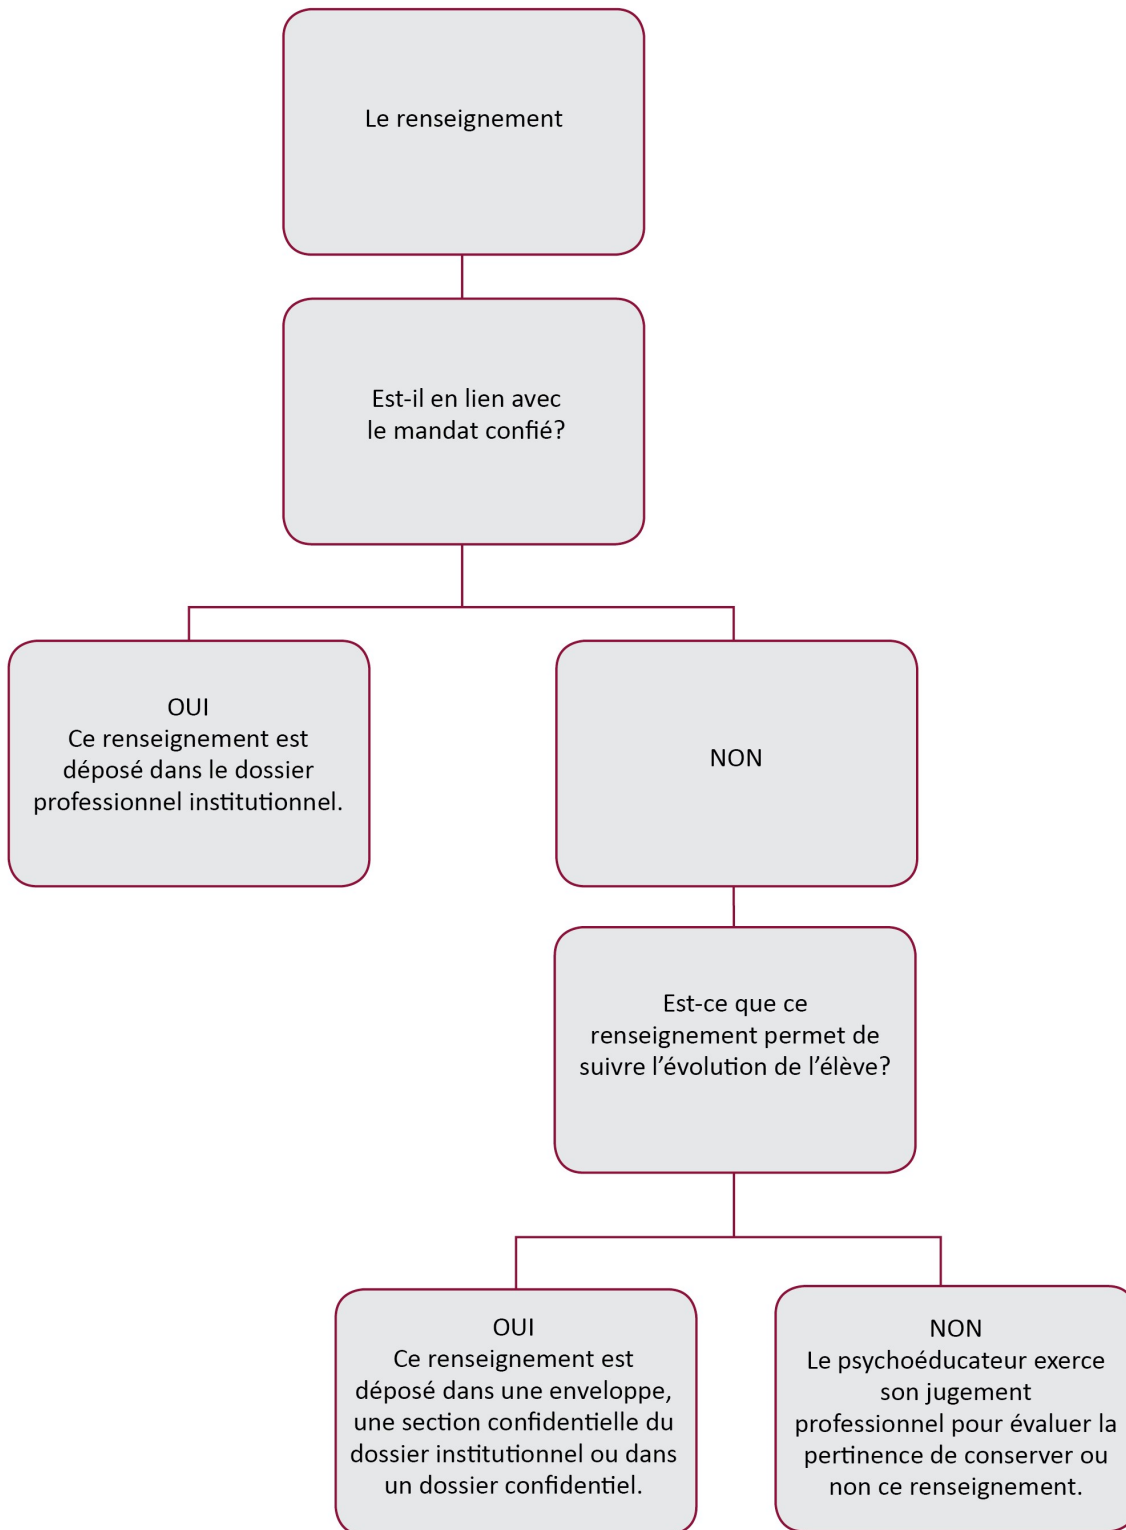 Le renseignement
Est-il en lien avec
le mandat confié?
OUI
Ce renseignement est
déposé dans le dossier
professionnel institutionnel.
NON
Est-ce que ce
renseignement permet de
suivre l’évolution de l’élève?
OUI
Ce renseignement est
déposé dans une enveloppe,
une section confidentielle du
dossier institutionnel ou dans
un dossier confidentiel.
NON
Le psychoéducateur exerce
son jugement
professionnel pour évaluer la
pertinence de conserver ou
non ce renseignement.